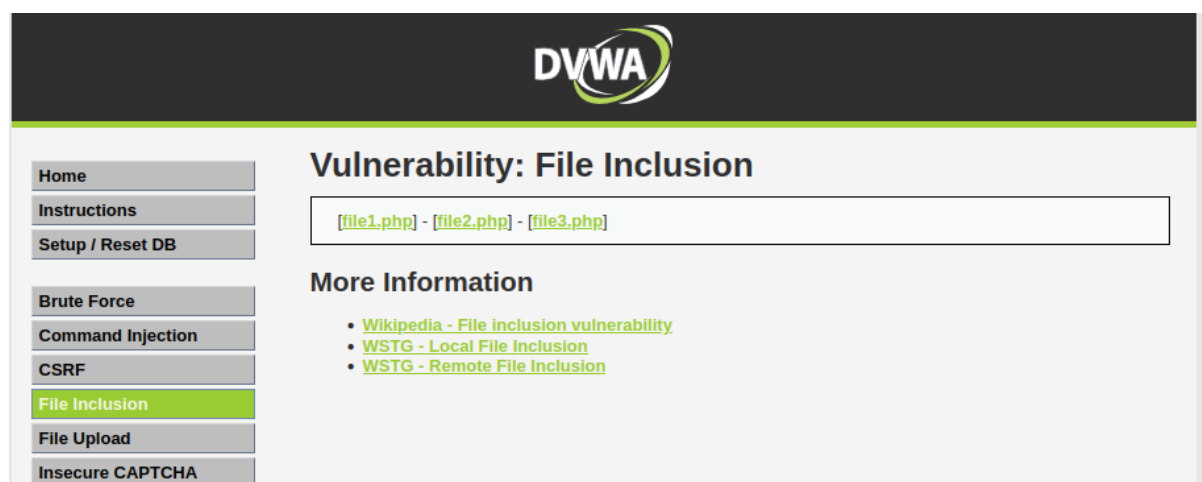 DVWA
Home
Instructions
Setup / Reset DB
Brute Force
Command Injection
CSRF
File Inclusion
File Upload
Insecure CAPTCHA
Vulnerability: File Inclusion
[file1.php] - [file2.php] - [file3.php]
More Information
• Wikipedia - File inclusion vulnerability
• WSTG - Local File Inclusion
• WSTG - Remote File Inclusion